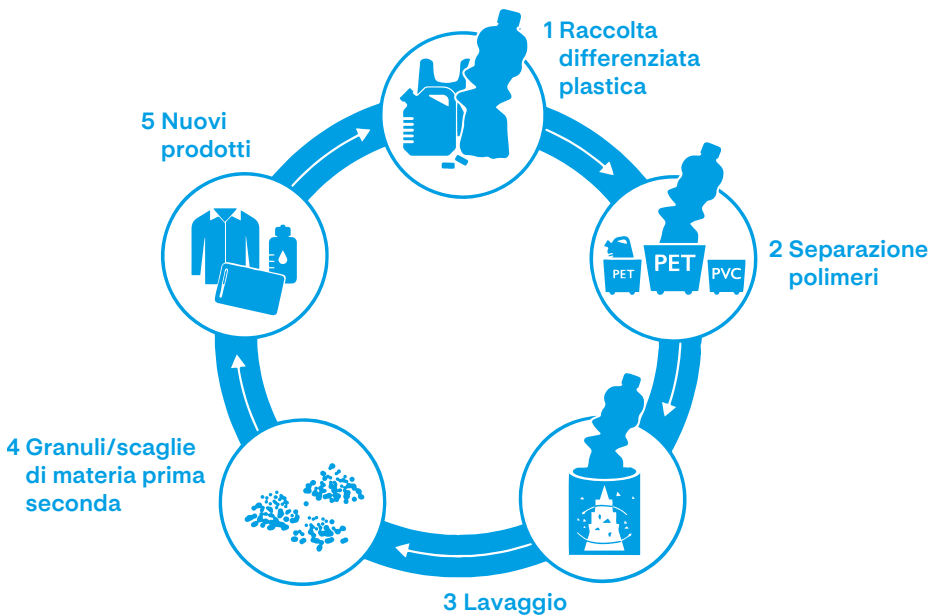 1 Raccolta
differenziata
plastica
5 Nuovi
prodotti
PET
PET
PVC
2 Separazione
polimeri
4 Granuli/scaglie
di materia prima
seconda
3 Lavaggio